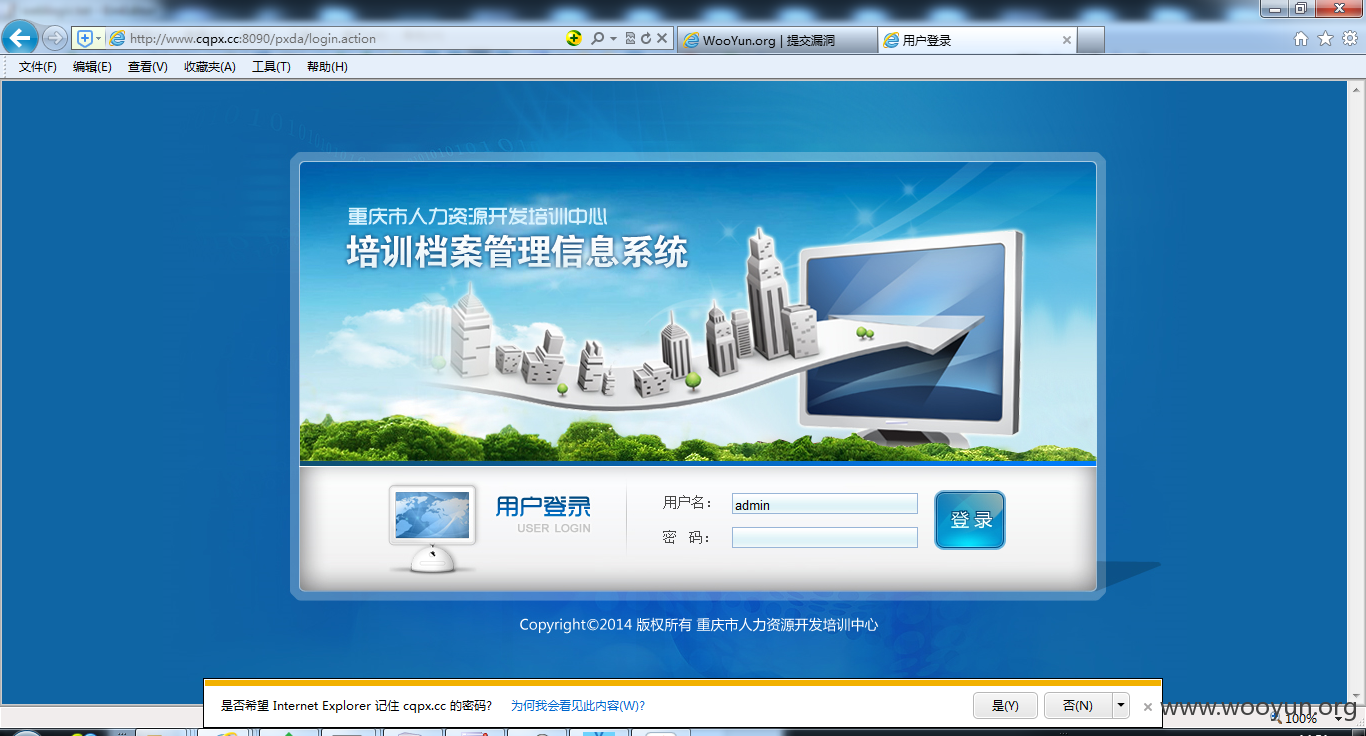 http://www.cqpx.cc:8090/pxda/login.action
WooYun.org | 提交漏洞
用户登录
文件(F) 编辑(E) 查看(V) 收藏夹(A) 工具(T) 帮助(H)
重庆市人力资源开发培训中心
培训档案管理信息系统
用户登录
USER LOGIN
用户名：
admin
密 码：
登 录
Copyright©2014 版权所有 重庆市人力资源开发培训中心
是否希望 Internet Explorer 记住 cqpx.cc 的密码? 为何我会看见此内容(W)?
是(Y)
否(N)
www.wooyun.org
100%